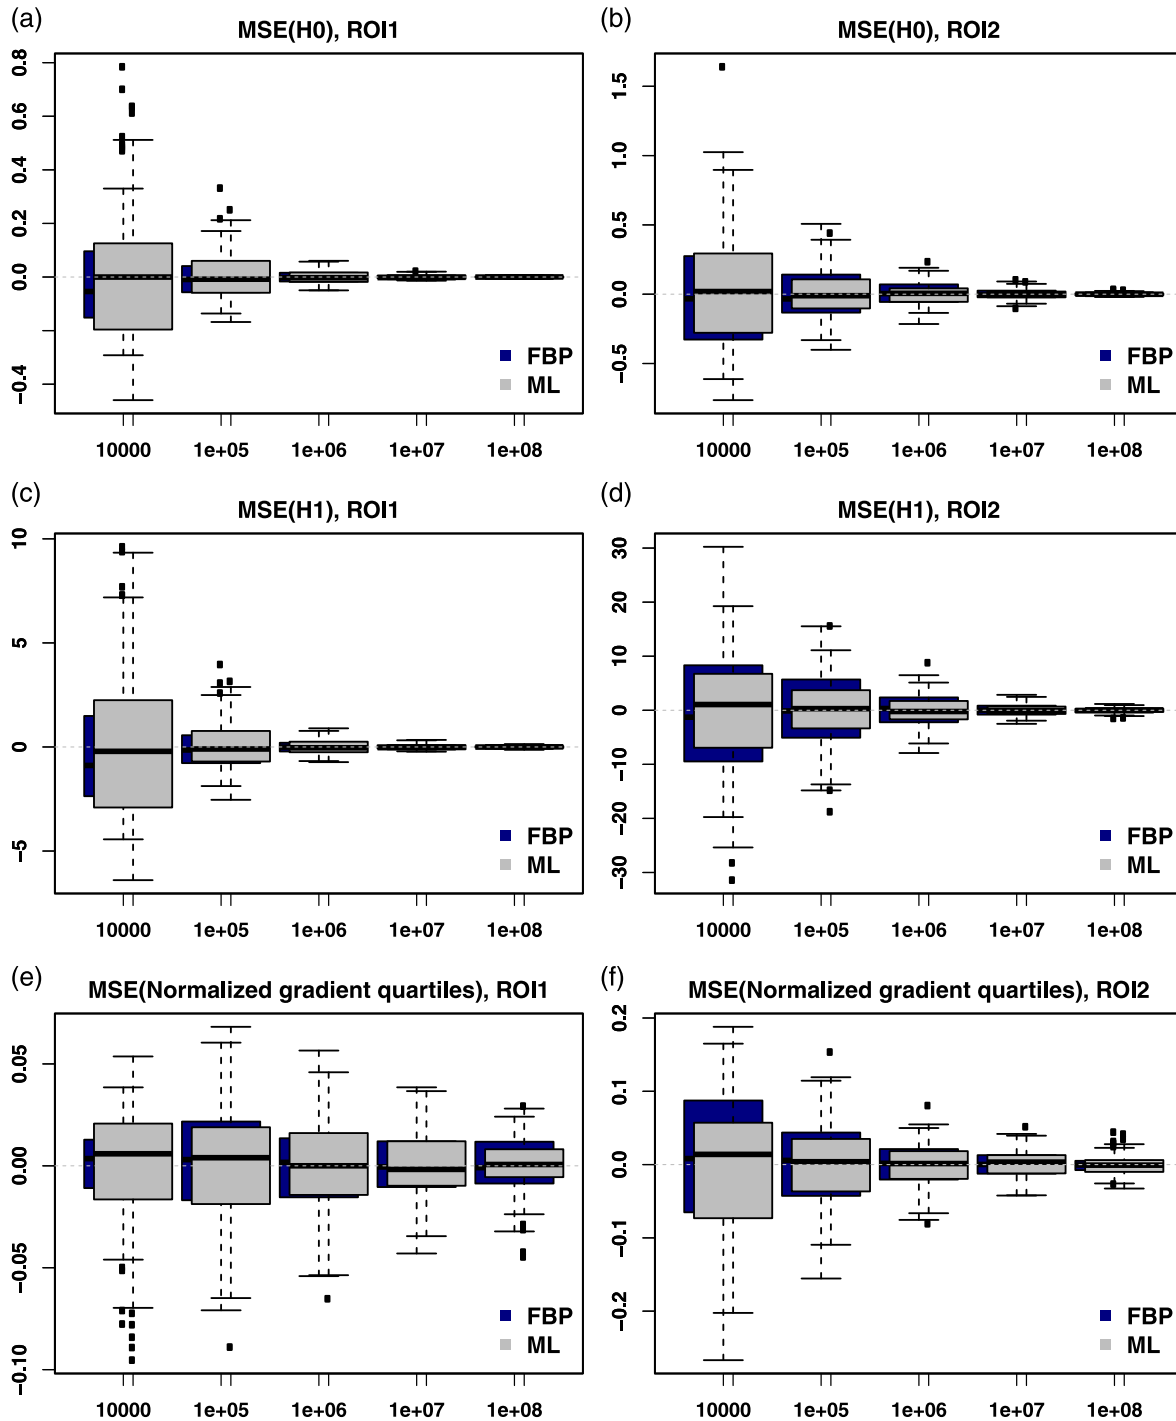 (a)
MSE(H0), ROI1
0.8
0.6
0.4
0.2
0.0
−0.4
FBP
ML
10000 1e+05 1e+06 1e+07 1e+08
(b)
MSE(H0), ROI2
1.5
1.0
0.5
0.0
−0.5
FBP
ML
10000 1e+05 1e+06 1e+07 1e+08
(c)
MSE(H1), ROI1
10
5
0
−5
FBP
ML
10000 1e+05 1e+06 1e+07 1e+08
(d)
MSE(H1), ROI2
30
20
10
0
−10
−20
−30
FBP
ML
10000 1e+05 1e+06 1e+07 1e+08
(e)
MSE(Normalized gradient quartiles), ROI1
0.05
0.00
−0.05
−0.10
FBP
ML
10000 1e+05 1e+06 1e+07 1e+08
(f)
MSE(Normalized gradient quartiles), ROI2
0.2
0.1
0.0
−0.1
−0.2
FBP
ML
10000 1e+05 1e+06 1e+07 1e+08